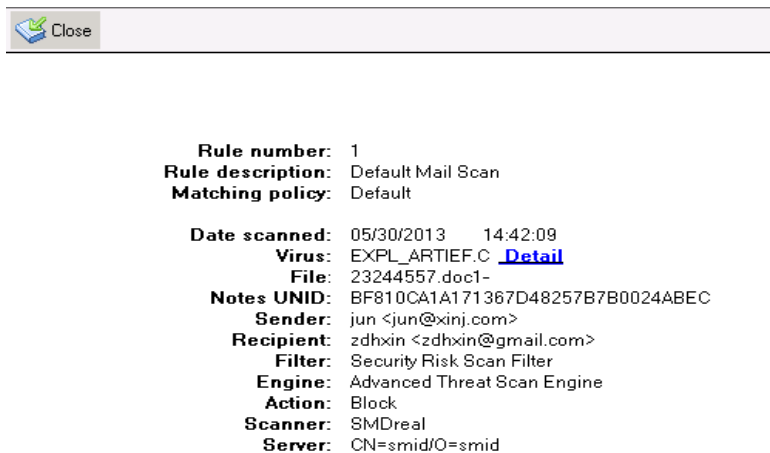 Close
Rule number: 1
Rule description: Default Mail Scan
Matching policy: Default
Date scanned: 05/30/2013 14:42:09
Virus: EXPL_ARTIEF.C Detail
File: 23244557.doc1-
Notes UNID: BF810CA1A171367D48257B7B0024ABEC
Sender: jun <jun@xinj.com>
Recipient: zdhxin <zdhxin@gmail.com>
Filter: Security Risk Scan Filter
Engine: Advanced Threat Scan Engine
Action: Block
Scanner: SMDreal
Server: CN=smid/O=smid